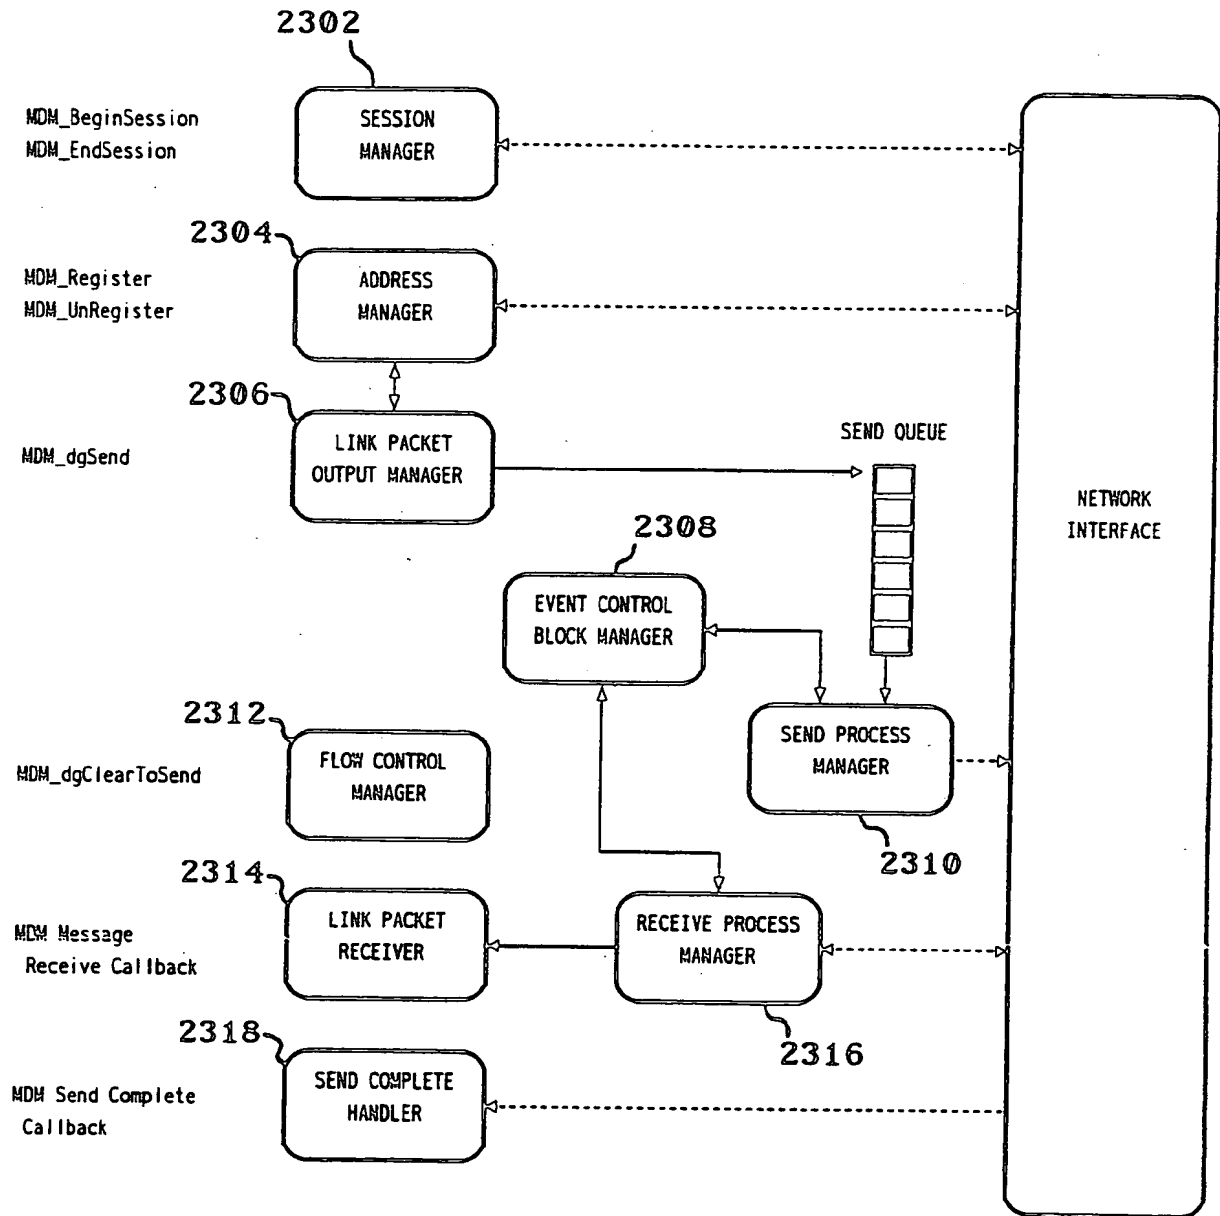 2302
MDM_BeginSession
MDM_EndSession
SESSION
MANAGER
2304
MDM_Register
MDM_UnRegister
ADDRESS
MANAGER
2306
MDM_dgSend
LINK PACKET
OUTPUT MANAGER
SEND QUEUE
NETWORK
INTERFACE
2308
EVENT CONTROL
BLOCK MANAGER
2312
MDM_dgClearToSend
FLOW CONTROL
MANAGER
SEND PROCESS
MANAGER
2310
2314
MDM Message
Receive Callback
LINK PACKET
RECEIVER
RECEIVE PROCESS
MANAGER
2316
2318
MDM Send Complete
Callback
SEND COMPLETE
HANDLER